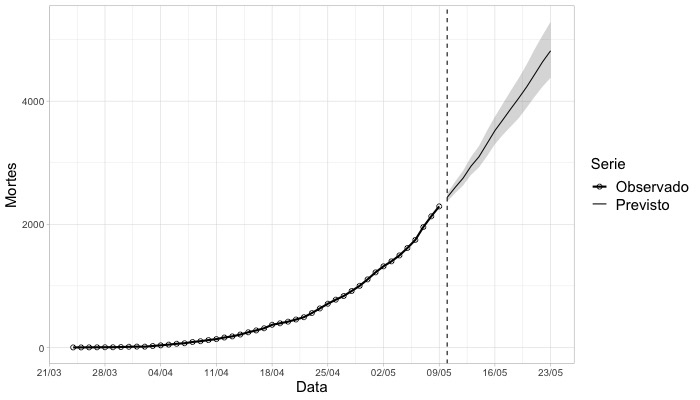 4000
2000
0
Mortes
21/03 28/03 04/04 11/04 18/04 25/04 02/05 09/05 16/05 23/05
Data
Serie
Observado
Previsto